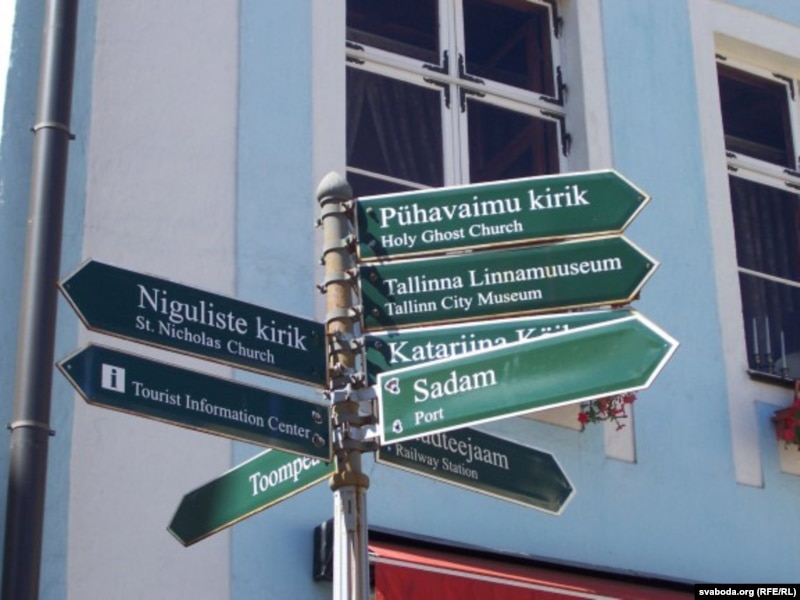 Pühavaimu kirik
Holy Ghost Church
Tallinna Linnamuuseum
Tallinn City Museum
Katariina
Sadam
Port
Railway Station
Niguliste kirik
St. Nicholas Church
i
Tourist Information Center
svaboda.org (RFE/RL)